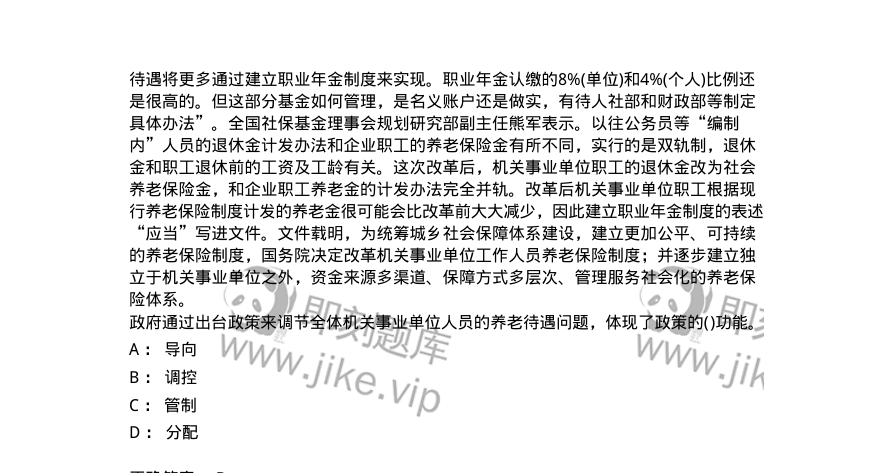 待遇将更多通过建立职业年金制度来实现。职业年金认缴的8%(单位)和4%(个人)比例还
是很高的。但这部分基金如何管理，是名义账户还是做实，有待人社部和财政部等制定
具体办法”。全国社保基金理事会规划研究部副主任熊军表示。以往公务员等“编制
内”人员的退休金计发办法和企业职工的养老保险金有所不同，实行的是双轨制，退休
金和职工退休前的工资及工龄有关。这次改革后，机关事业单位职工的退休金改为社会
养老保险金，和企业职工养老金的计发办法完全并轨。改革后机关事业单位职工根据现
行养老保险制度计发的养老金很可能会比改革前大大减少，因此建立职业年金制度的表述
“应当”写进文件。文件载明，为统筹城乡社会保障体系建设，建立更加公平、可持续
的养老保险制度，国务院决定改革机关事业单位工作人员养老保险制度；并逐步建立独
立于机关事业单位之外，资金来源多渠道、保障方式多层次、管理服务社会化的养老保
险体系。
政府通过出台政策来调节全体机关事业单位人员的养老待遇问题，体现了政策的()功能。
A： 导向
B： 调控
C： 管制
D： 分配
即刻题库
www.jike.vip
即刻
www.jik